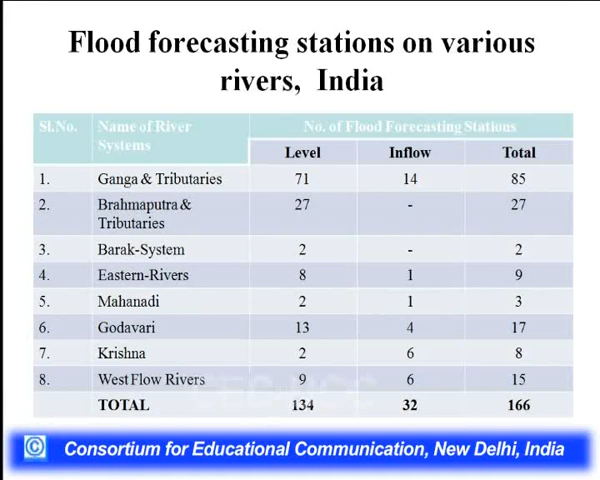 Flood forecasting stations on various
rivers, India
Sl.No. Name of River Systems No. of Flood Forecasting Stations
Level Inflow Total
1. Ganga & Tributaries 71 14 85
2. Brahmaputra & Tributaries 27 - 27
3. Barak-System 2 - 2
4. Eastern-Rivers 8 1 9
5. Mahanadi 2 1 3
6. Godavari 13 4 17
7. Krishna 2 6 8
8. West Flow Rivers 9 6 15
TOTAL 134 32 166
© Consortium for Educational Communication, New Delhi, India